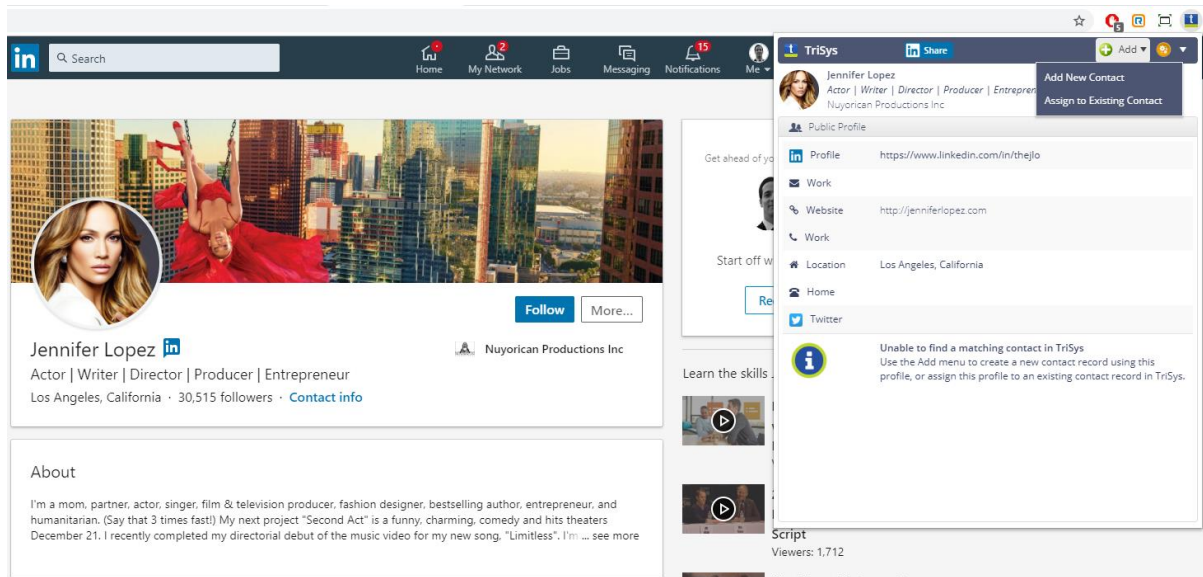 5
in
Search
Home
2
My Network
Jobs
Messaging
15
Notifications
Me
Follow
More...
Jennifer Lopez in
Nuyorican Productions Inc
Actor | Writer | Director | Producer | Entrepreneur
Los Angeles, California · 30,515 followers · Contact info
About
I'm a mom, partner, actor, singer, film & television producer, fashion designer, bestselling author, entrepreneur, and
humanitarian. (Say that 3 times fast!) My next project "Second Act" is a funny, charming, comedy and hits theaters
December 21. I recently completed my directorial debut of the music video for my new song, "Limitless". I'm ... see more
Get ahead of yo
Start off w
Re
Learn the skills
Script
Viewers: 1,712
TriSys
in Share
Add
Add New Contact
Assign to Existing Contact
Jennifer Lopez
Actor | Writer | Director | Producer | Entrepren
Nuyorican Productions Inc
Public Profile
in Profile https://www.linkedin.com/in/thejlo
Work
Website http://jenniferlopez.com
Work
Location Los Angeles, California
Home
Twitter
Unable to find a matching contact in TriSys
Use the Add menu to create a new contact record using this
profile, or assign this profile to an existing contact record in TriSys.